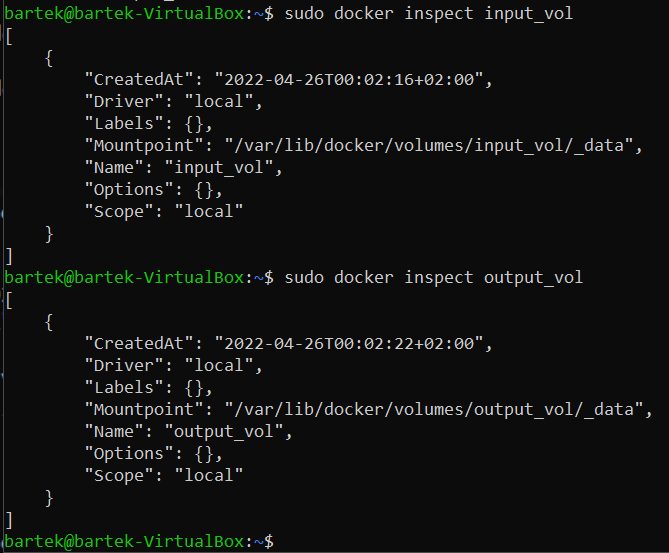 bartek@bartek-VirtualBox:~$ sudo docker inspect input_vol
[
    {
        "CreatedAt": "2022-04-26T00:02:16+02:00",
        "Driver": "local",
        "Labels": {},
        "Mountpoint": "/var/lib/docker/volumes/input_vol/_data",
        "Name": "input_vol",
        "Options": {},
        "Scope": "local"
    }
]
bartek@bartek-VirtualBox:~$ sudo docker inspect output_vol
[
    {
        "CreatedAt": "2022-04-26T00:02:22+02:00",
        "Driver": "local",
        "Labels": {},
        "Mountpoint": "/var/lib/docker/volumes/output_vol/_data",
        "Name": "output_vol",
        "Options": {},
        "Scope": "local"
    }
]
bartek@bartek-VirtualBox:~$